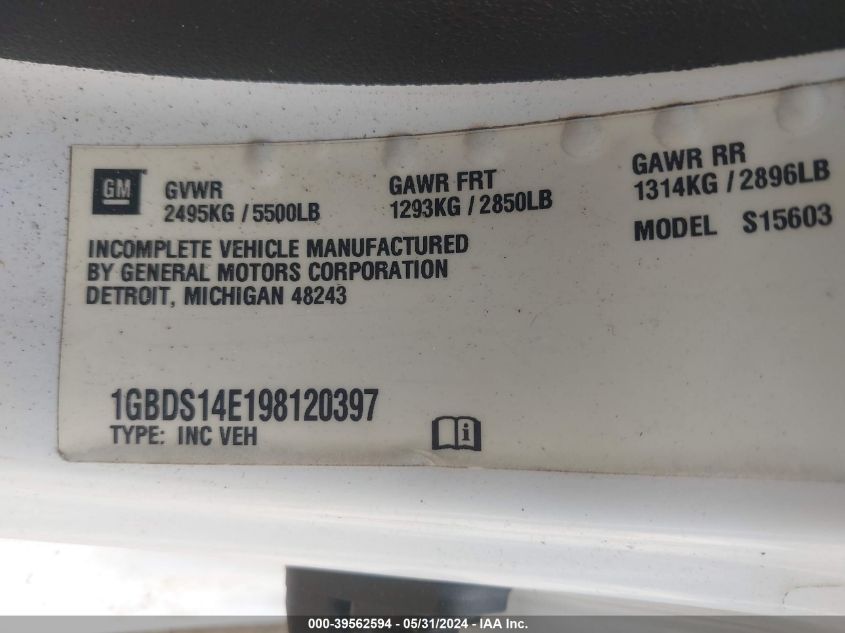 GM
GVWR
2495KG / 5500LB
GAWR FRT
1293KG / 2850LB
GAWR RR
1314KG / 2896LB
MODEL S15603
INCOMPLETE VEHICLE MANUFACTURED
BY GENERAL MOTORS CORPORATION
DETROIT, MICHIGAN 48243
1GBDS14E198120397
TYPE: INC VEH
i
000-39562594 - 05/31/2024 - IAA Inc.